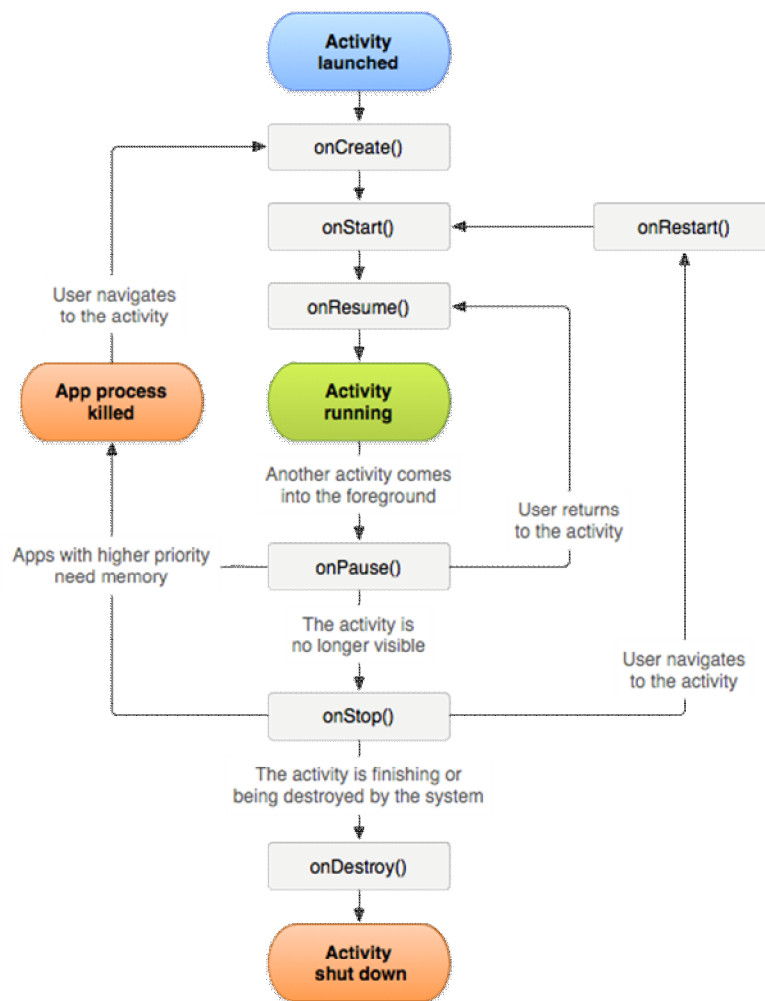 Activity
launched
onCreate()
onStart()
onRestart()
User navigates
to the activity
onResume()
App process
killed
Activity
running
Another activity comes
into the foreground
User returns
to the activity
Apps with higher priority
need memory
onPause()
The activity is
no longer visible
User navigates
to the activity
onStop()
The activity is finishing or
being destroyed by the system
onDestroy()
Activity
shut down